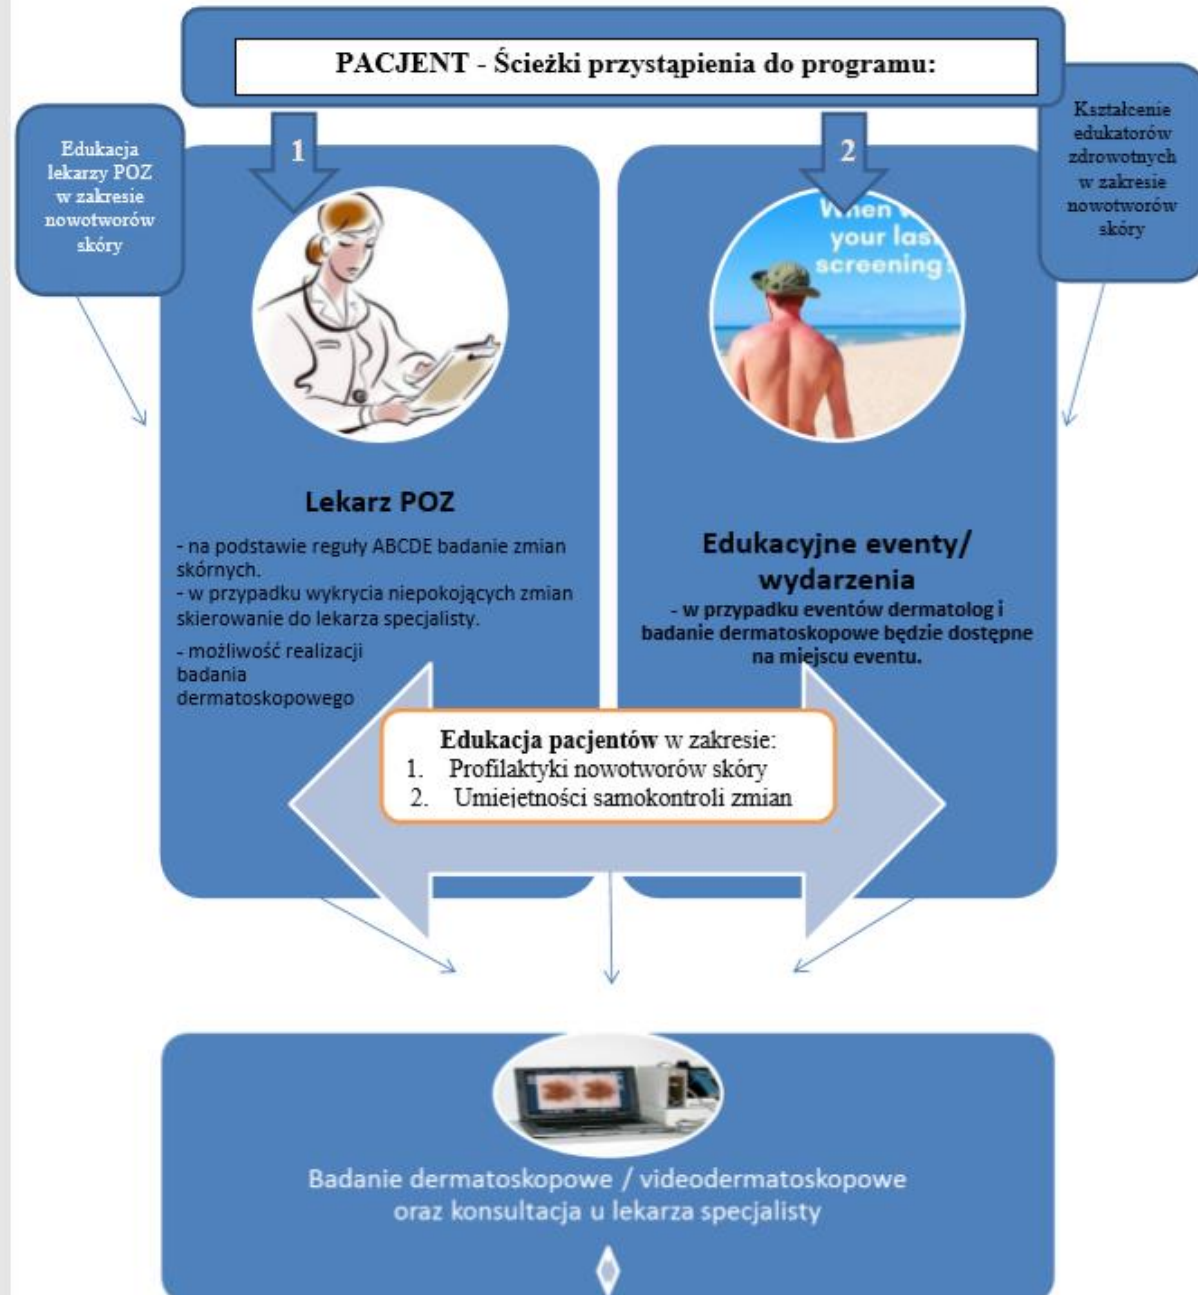 PACJENT - Ścieżki przystąpienia do programu:
Edukacja
lekarzy POZ
w zakresie
nowotworów
skóry
1
2
Kształcenie
edukatorów
zdrowotnych
w zakresie
nowotworów
skóry
When
your last
screening?
Lekarz POZ
- na podstawie reguły ABCDE badanie zmian
skórnych.
- w przypadku wykrycia niepokojących zmian
skierowanie do lekarza specjalisty.
- możliwość realizacji
badania
dermatoskopowego
Edukacyjne eventy/
wydarzenia
- w przypadku eventów dermatolog i
badanie dermatoskopowe będzie dostępne
na miejscu eventu.
Edukacja pacjentów w zakresie:
1. Profilaktyki nowotworów skóry
2. Umiejętności samokontroli zmian
Badanie dermatoskopowe / videodermatoskopowe
oraz konsultacja u lekarza specjalisty